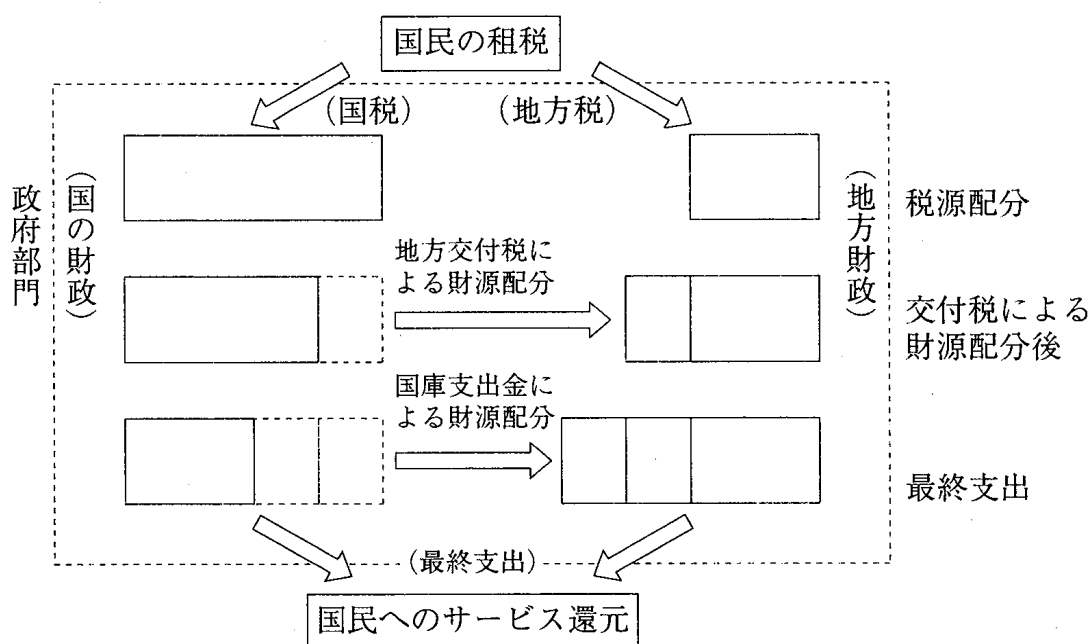 国民の租税
(国税)
(地方税)
政府部門
(国の財政)
(地方財政)
税源配分
地方交付税に
よる財源配分
交付税による
財源配分後
国庫支出金に
よる財源配分
最終支出
(最終支出)
国民へのサービス還元